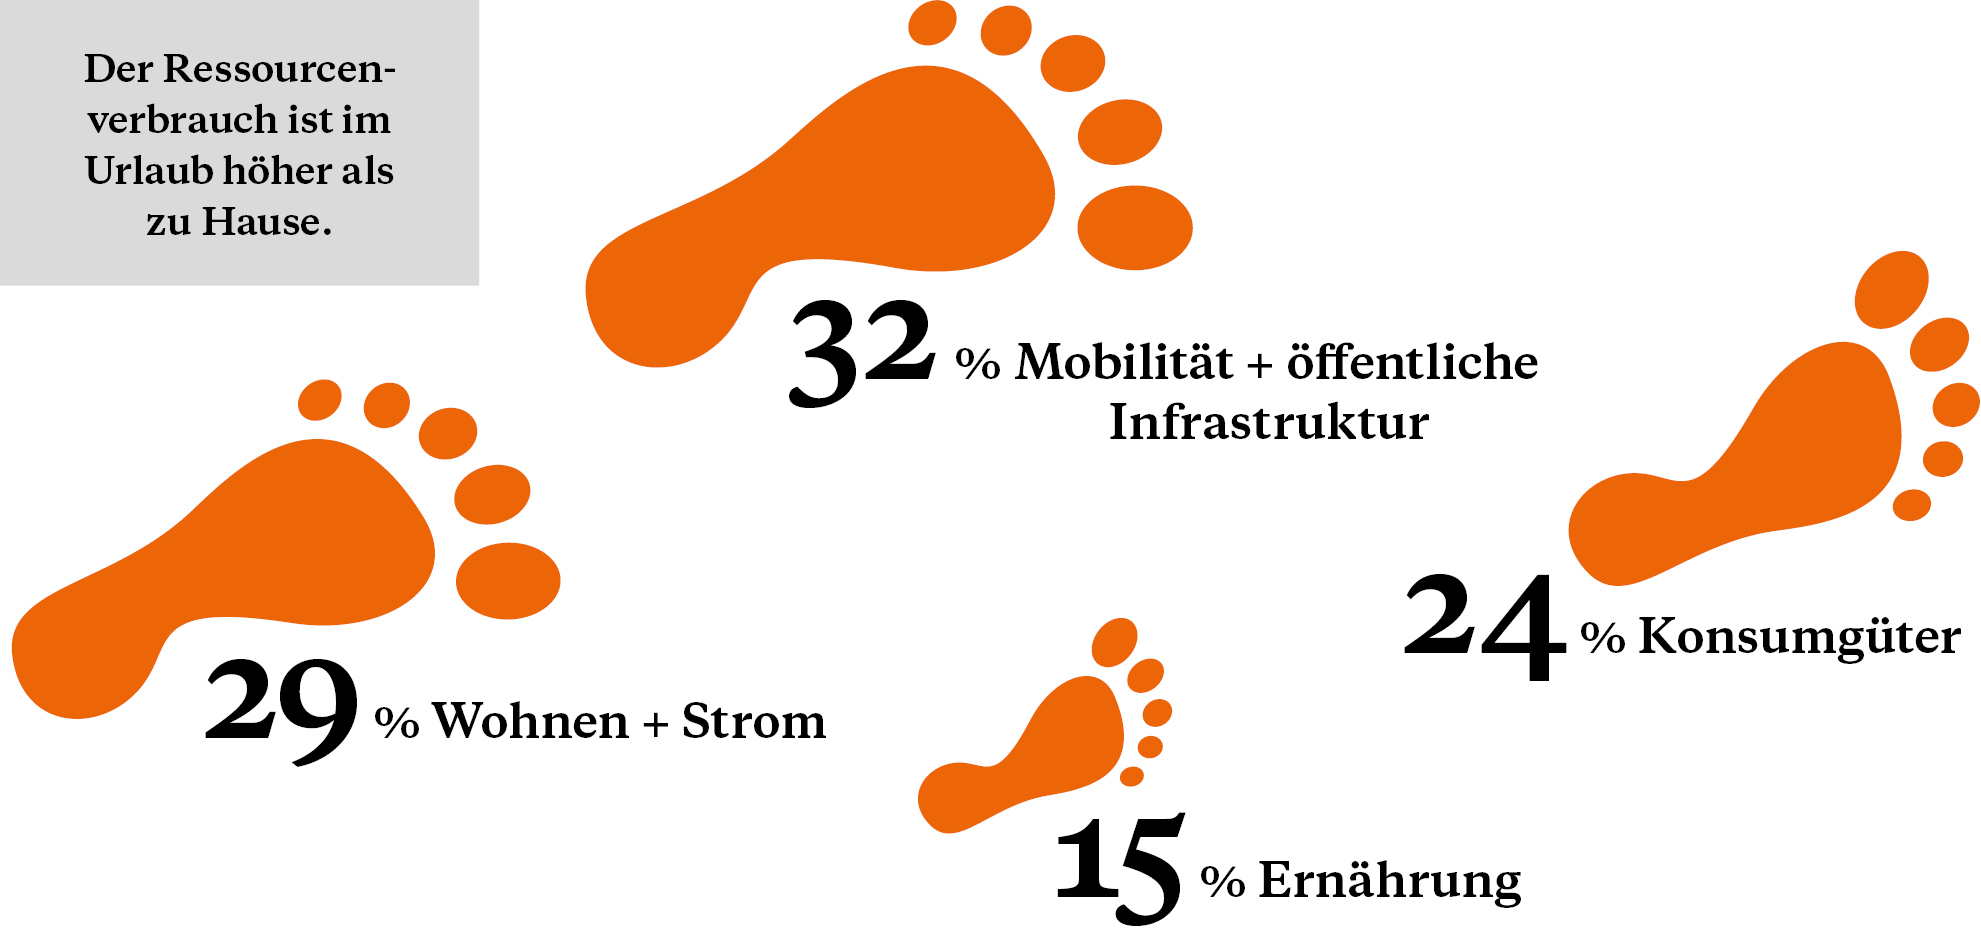 Der Ressourcen-
verbrauch ist im
Urlaub höher als
zu Hause.
32 % Mobilität + öffentliche
Infrastruktur
24 % Konsumgüter
29 % Wohnen + Strom
15 % Ernährung